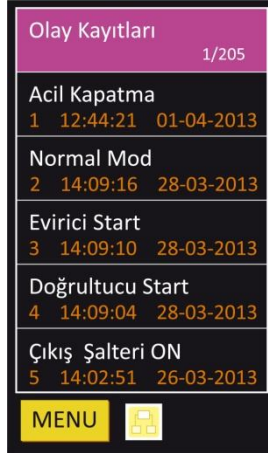 Olay Kayıtları
1/205
Acil Kapatma
1 12:44:21 01-04-2013
Normal Mod
2 14:09:16 28-03-2013
Evirici Start
3 14:09:10 28-03-2013
Doğrultucu Start
4 14:09:04 28-03-2013
Çıkış Şalteri ON
5 14:02:51 26-03-2013
MENU